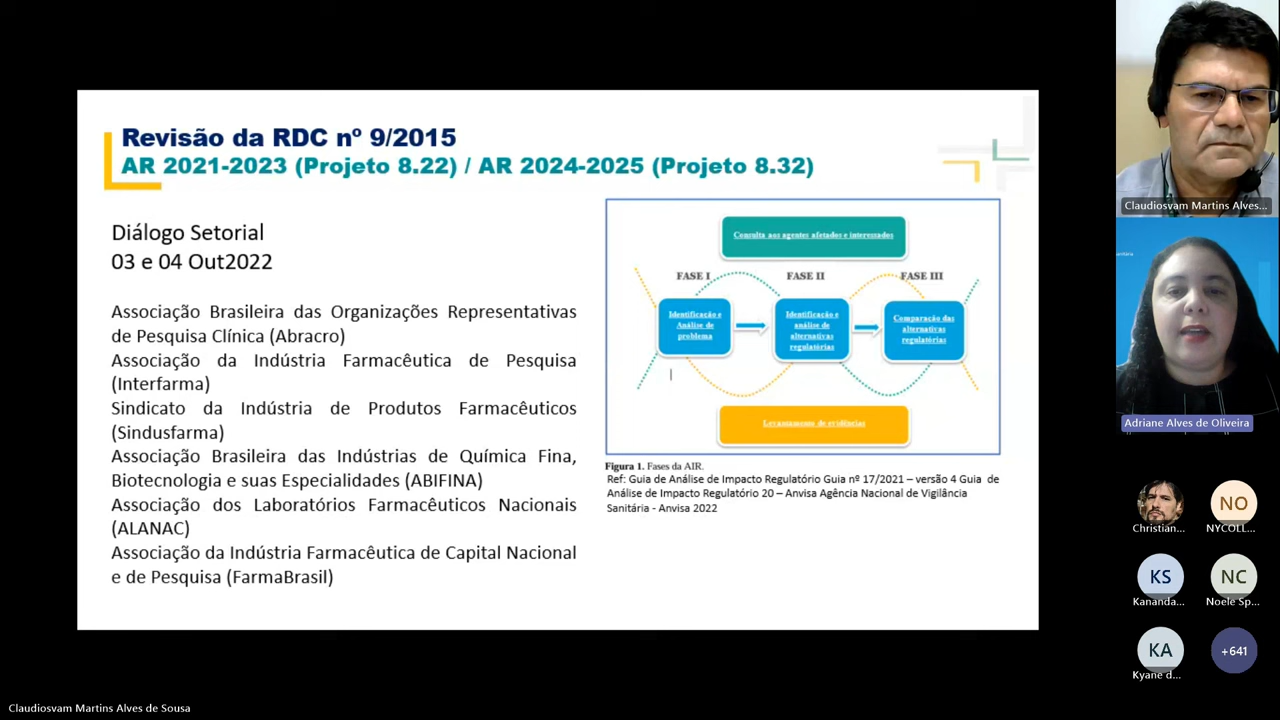 Revisão da RDC nº 9/2015
AR 2021-2023 (Projeto 8.22) / AR 2024-2025 (Projeto 8.32)
Diálogo Setorial
03 e 04 Out2022
Associação Brasileira das Organizações Representativas
de Pesquisa Clínica (Abracro)
Associação da Indústria Farmacêutica de Pesquisa
(Interfarma)
Sindicato da Indústria de Produtos Farmacêuticos
(Sindusfarma)
Associação Brasileira das Indústrias de Química Fina,
Biotecnologia e suas Especialidades (ABIFINA)
Associação dos Laboratórios Farmacêuticos Nacionais
(ALANAC)
Associação da Indústria Farmacêutica de Capital Nacional
e de Pesquisa (FarmaBrasil)
Consulta aos agentes afetados e interessados
FASE I
FASE II
FASE III
Identificação e
Análise de
problema
Identificação e
análise de
alternativas
regulatórias
Comparação das
alternativas
regulatórias
Levantamento de evidências
Figura 1. Fases da AIR.
Ref: Guia de Análise de Impacto Regulatório Guia nº 17/2021 – versão 4 Guia de
Análise de Impacto Regulatório 20 – Anvisa Agência Nacional de Vigilância
Sanitária - Anvisa 2022
Claudiosvam Martins Alves...
Adriane Alves de Oliveira
Christian...
NO
NYCOLL...
KS
Kananda...
NC
Noele Sp...
KA
Kyane d...
+641
Claudiosvam Martins Alves de Sousa